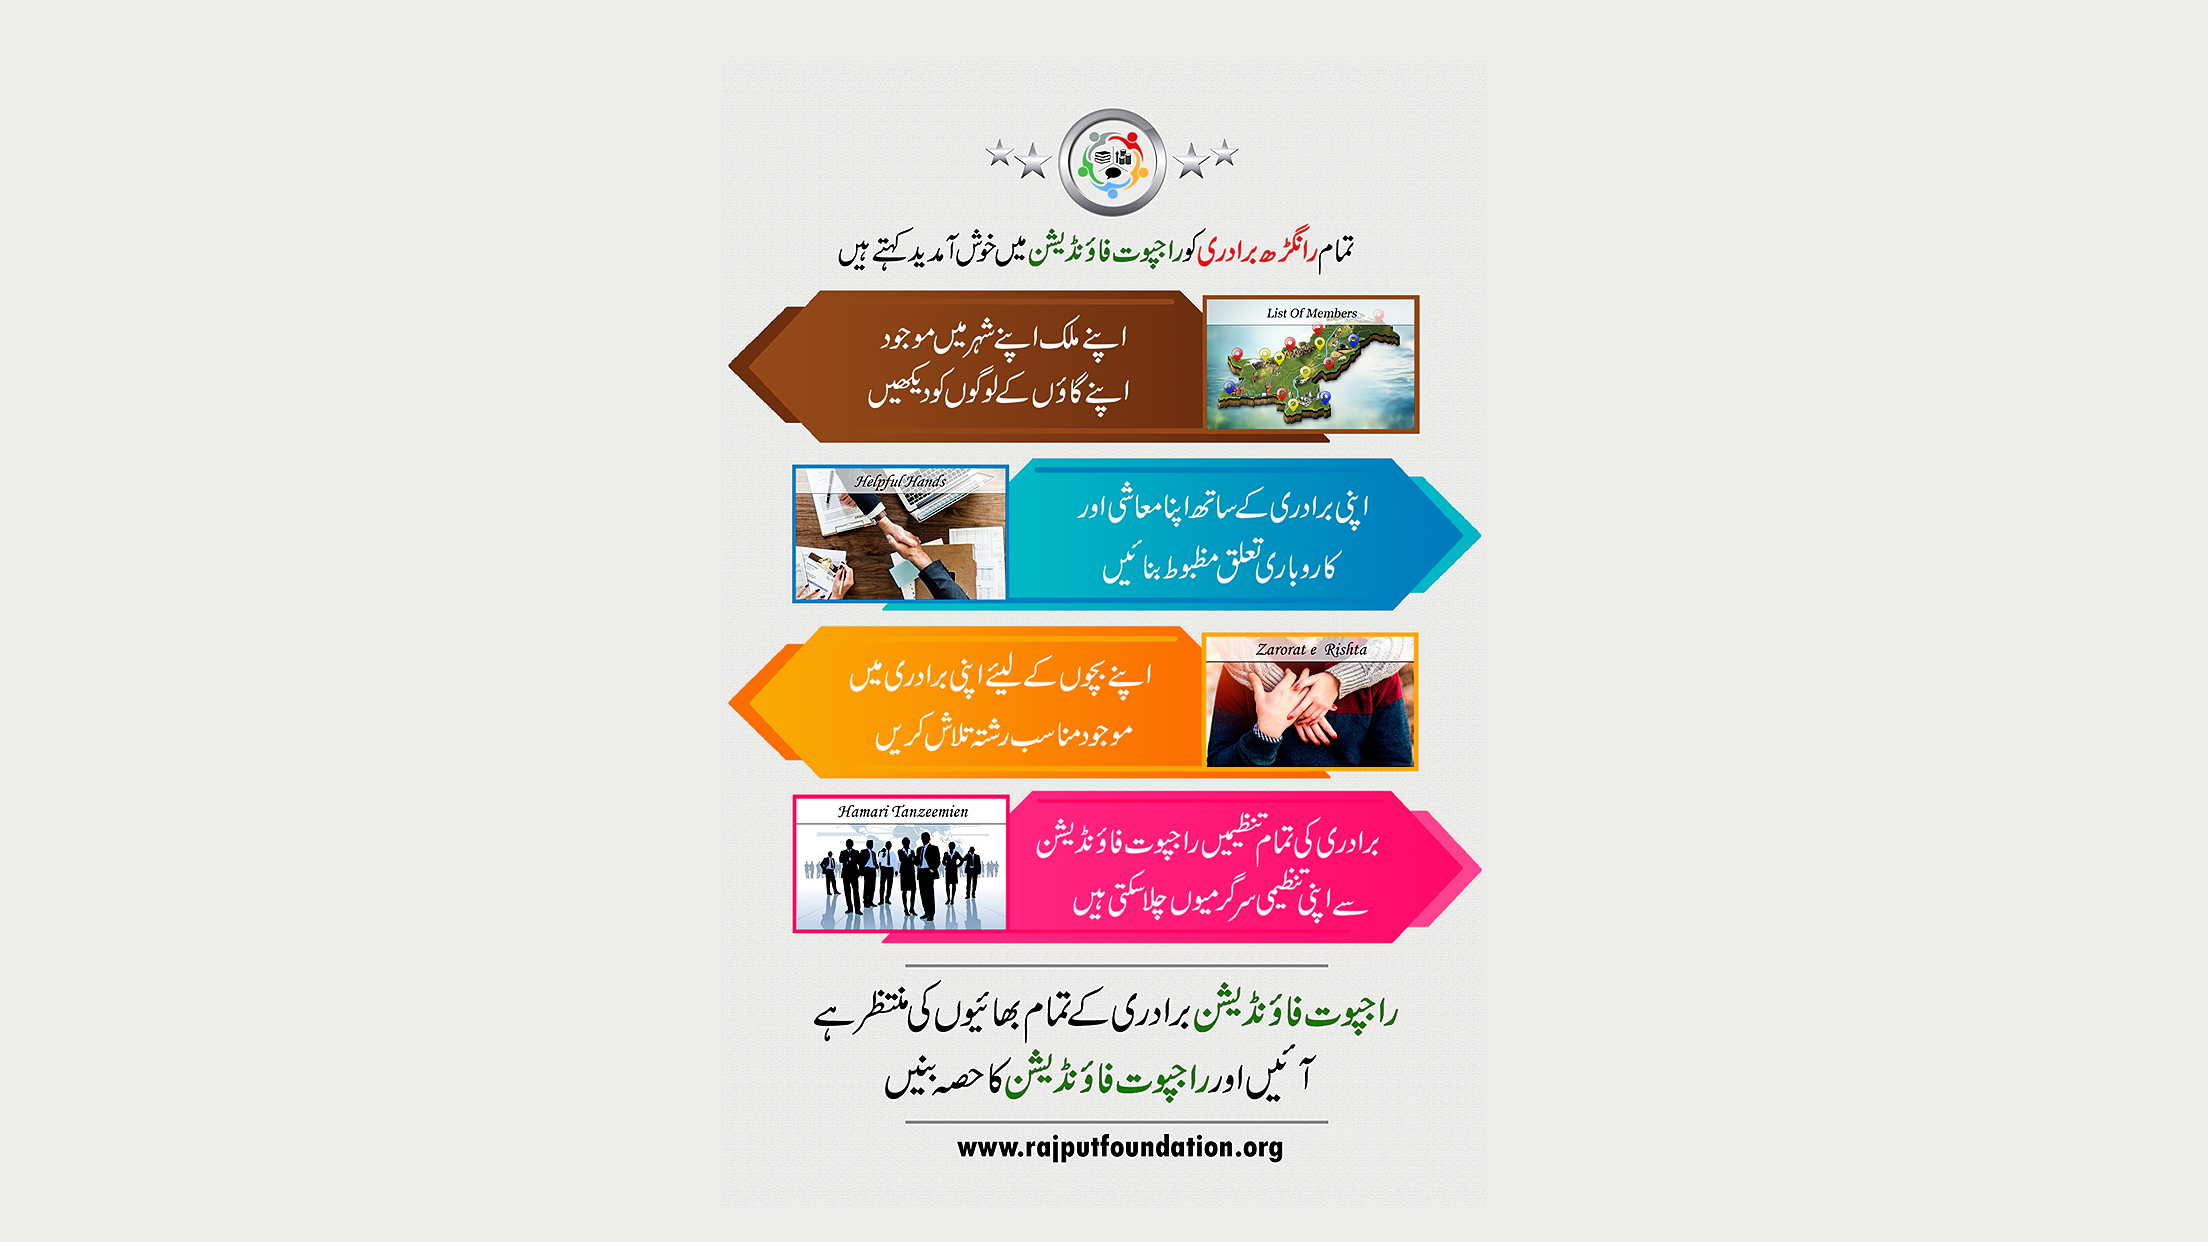 تمام رانگڑھ برادری کو راجپوت فاؤنڈیشن میں خوش آمدید کہتے ہیں
List Of Members
اپنے ملک اپنے شہر میں موجود
اپنے گاؤں کے لوگوں کو دیکھیں
Helpful Hands
اپنی برادری کے ساتھ اپنا معاشی اور
کاروباری تعلق مظبوط بنائیں
Zarorat e Rishta
اپنے بچوں کے لیئے اپنی برادری میں
موجود مناسب رشتہ تلاش کریں
Hamari Tanzeemien
برادری کی تمام تنظیمیں راجپوت فاؤنڈیشن
سے اپنی تنظیمی سرگرمیوں چلا سکتی ہیں
راجپوت فاؤنڈیشن برادری کے تمام بھائیوں کی منتظر ہے
آئیں اور راجپوت فاؤنڈیشن کا حصہ بنیں
www.rajputfoundation.org